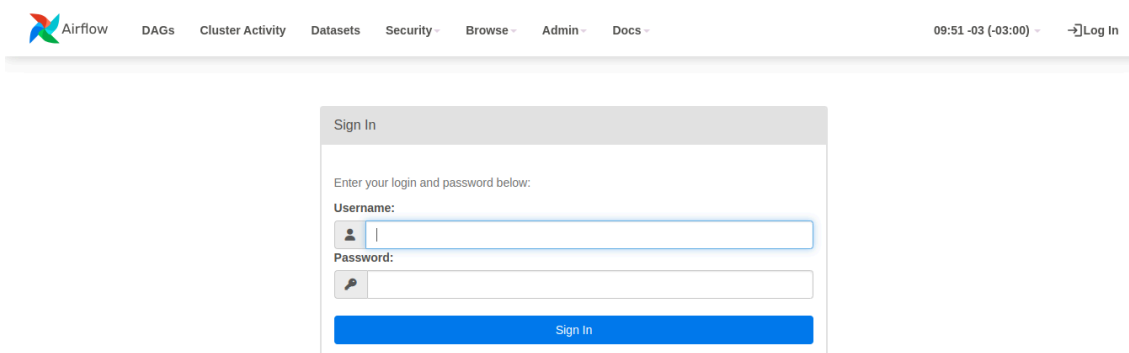 Airflow DAGs Cluster Activity Datasets Security Browse Admin Docs 09:51 -03 (-03:00) Log In
Sign In
Enter your login and password below:
Username:
Password:
Sign In